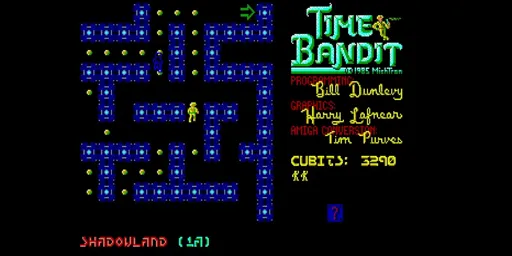 TIME
BANDIT
© 1985 MichTron
PROGRAMMING
Bill Dunlevy
GRAPHICS
Harry Lafnear
AMIGA CONVERSION
Tim Purves
CUBITS: 3290
?
SHADOWLAND (1A)